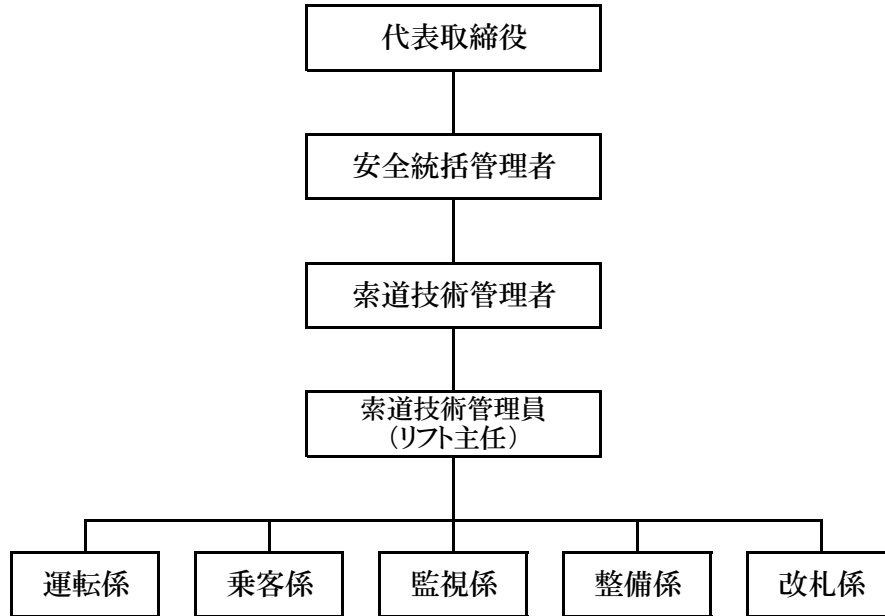 代表取締役
安全統括管理者
索道技術管理者
索道技術管理員
（リフト主任）
運転係
乗客係
監視係
整備係
改札係